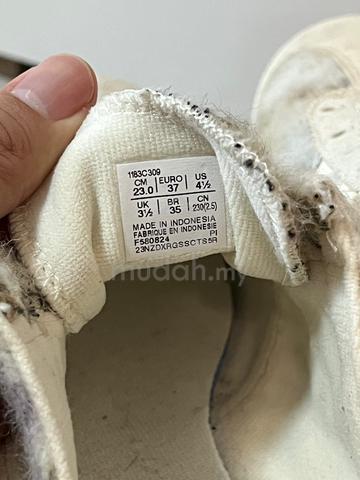 1183C309
CM EURO US
23.0 37 4½
UK BR CN
3½ 35 230(2.5)
MADE IN INDONESIA
FABRIQUE EN INDONESIE
F580824 PI
23NZDXRGSSCTS5R
mudah.my